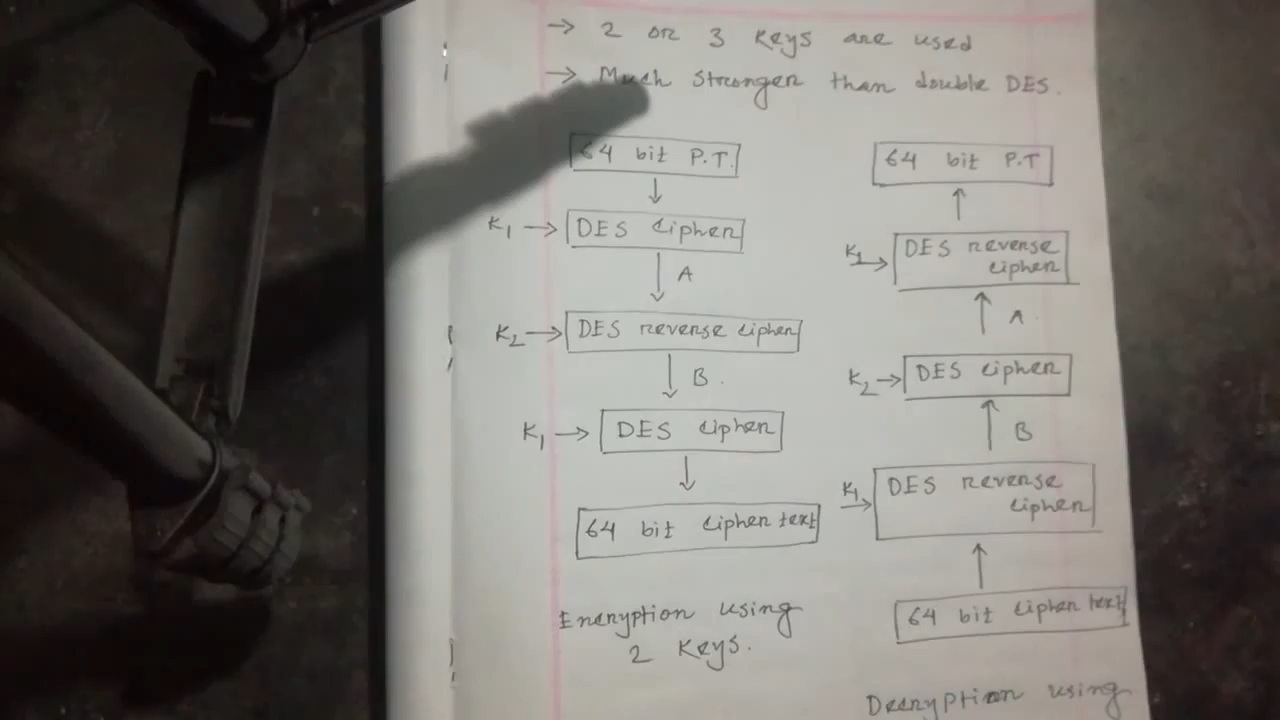 → 2 or 3 Keys are used
→ Much stronger than double DES.
64 bit P.T.
K1 → DES cipher
A
K2 → DES reverse cipher
B
K1 → DES cipher
64 bit cipher text
Encryption using
2 Keys.
64 bit P.T
K1 → DES reverse
cipher
A
K2 → DES cipher
B
K1 → DES reverse
cipher
64 bit cipher text
Decryption using